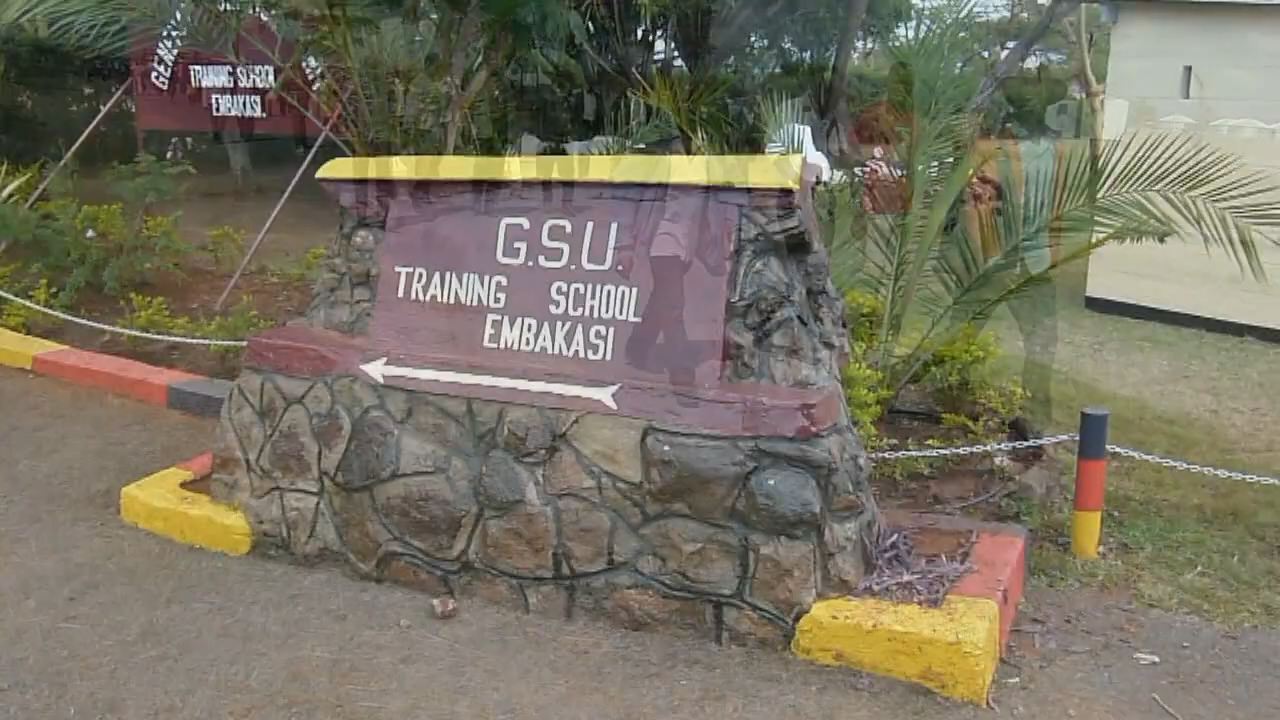 TRAINING SCHOOL
EMBAKASI.
G.S.U.
TRAINING SCHOOL
EMBAKASI